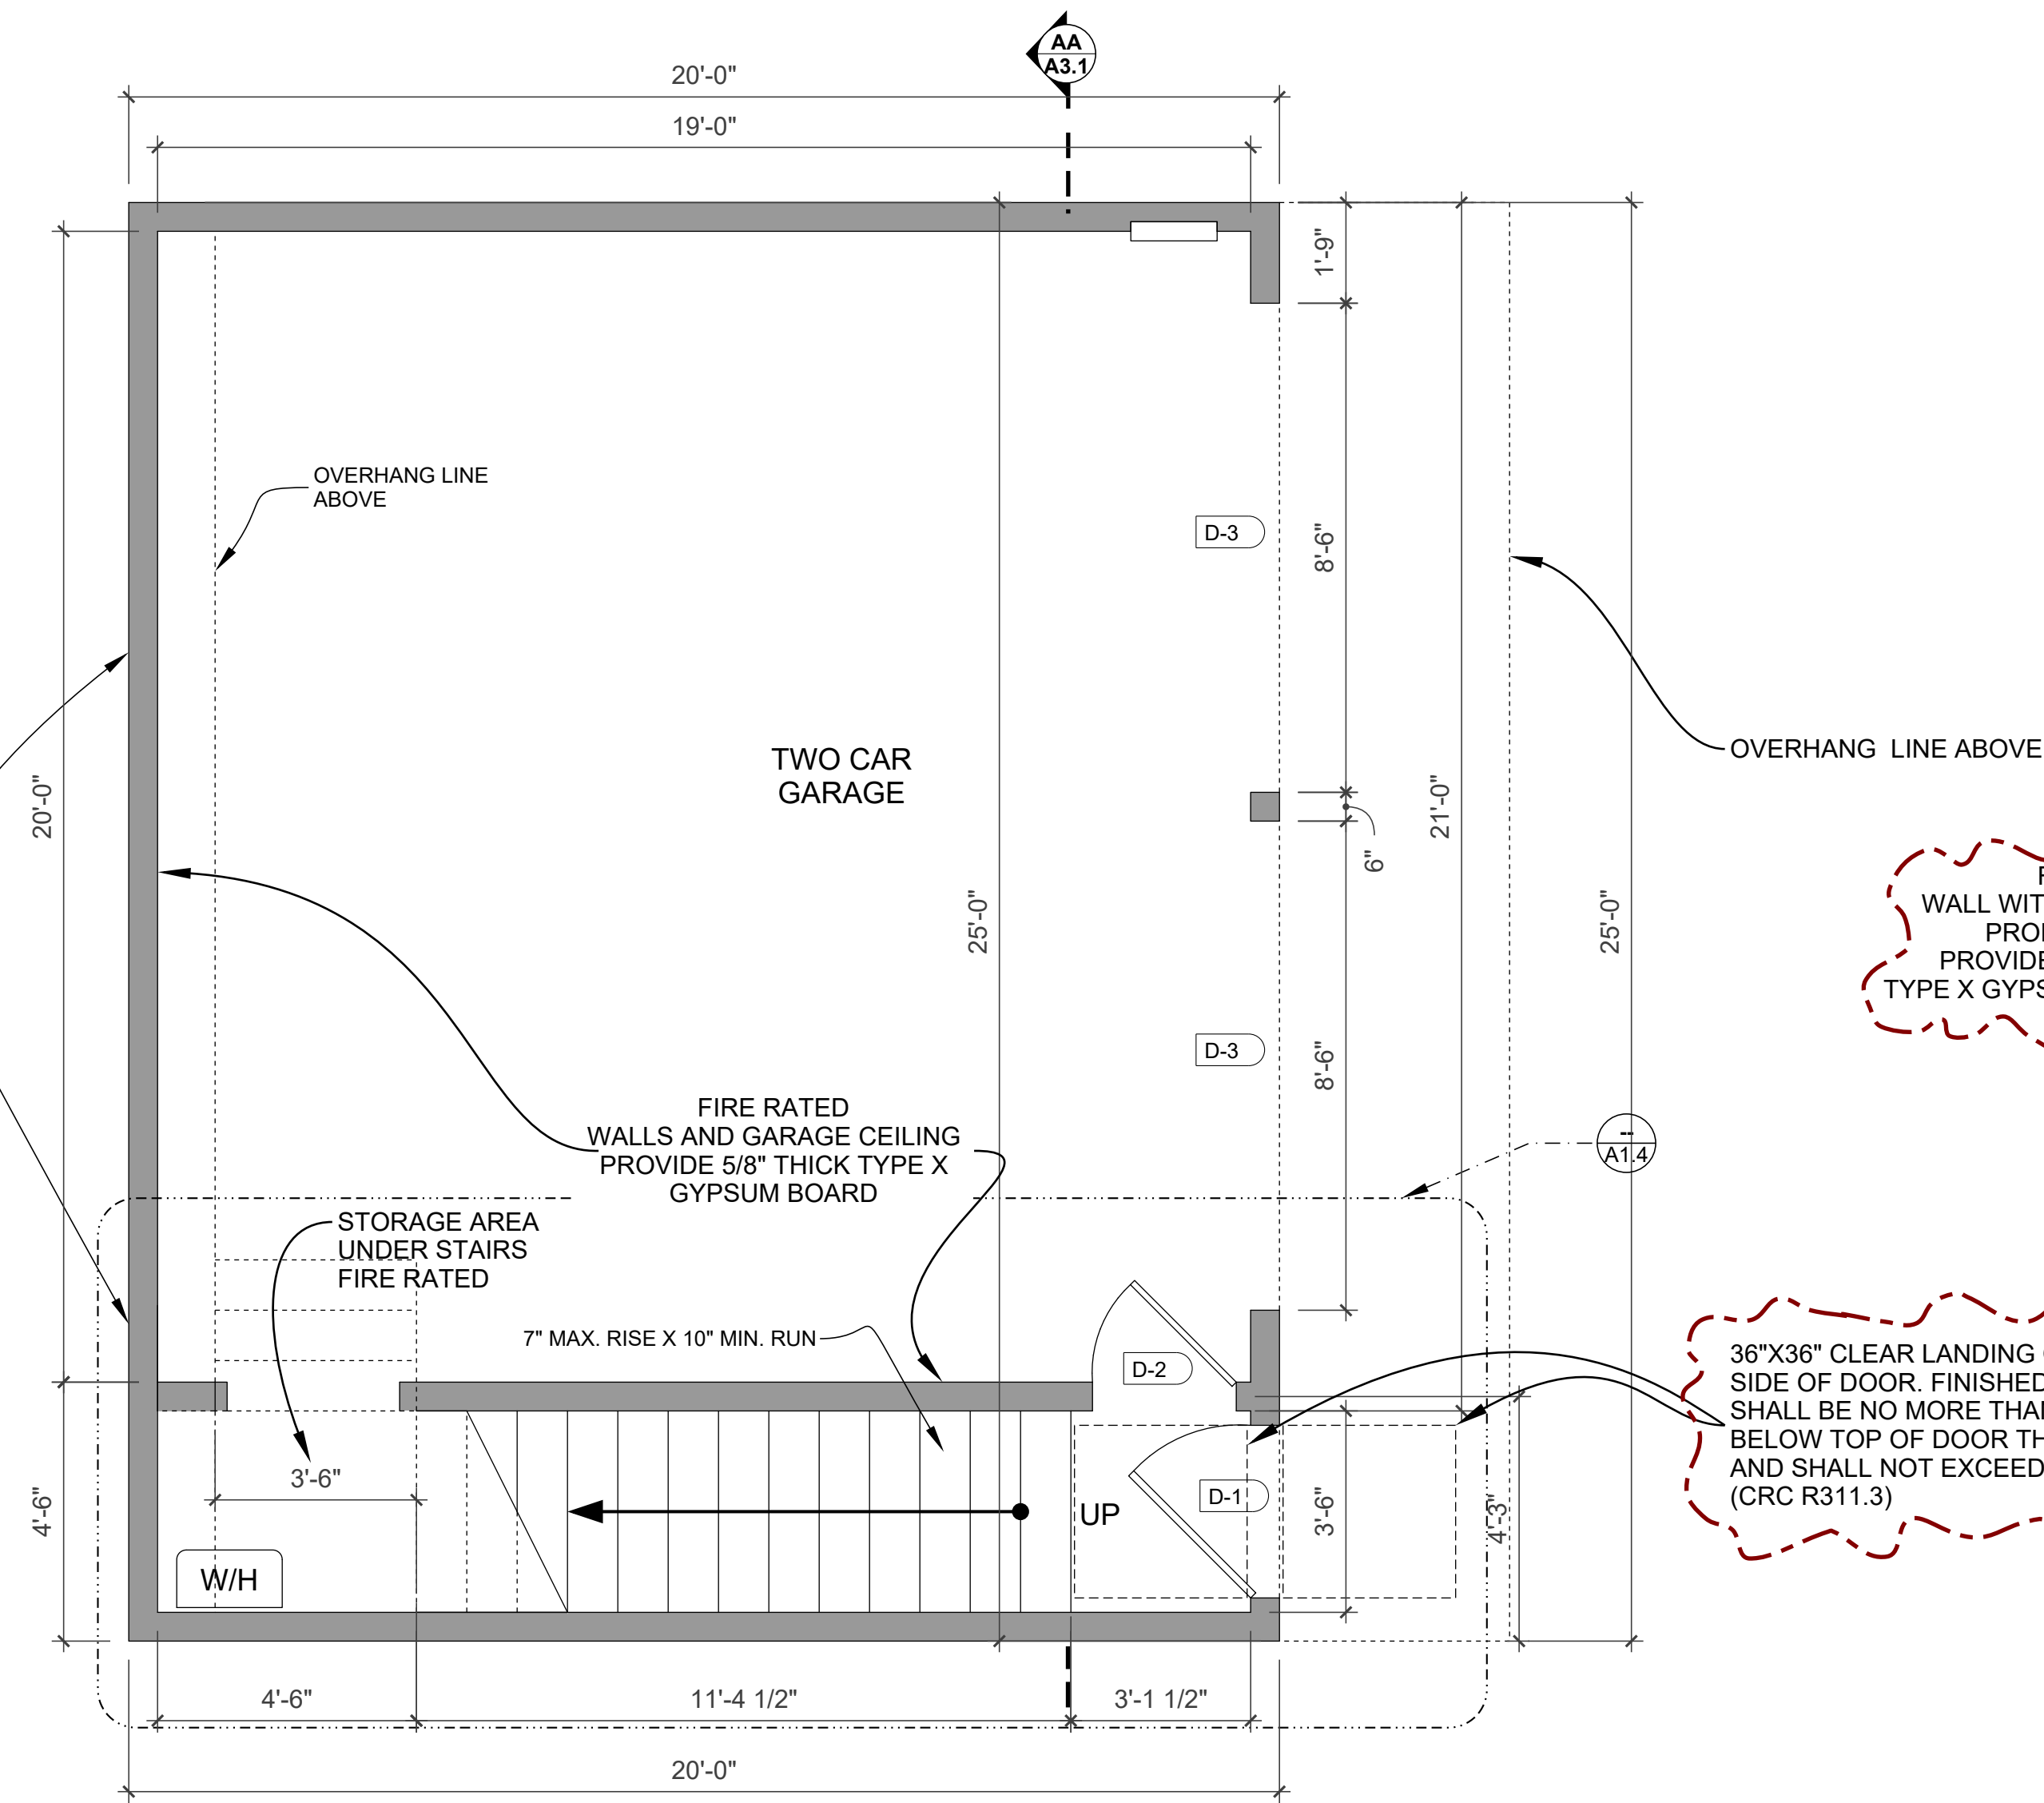 AA
A3.1
20'-0"
19'-0"
1'-9"
OVERHANG LINE
ABOVE
D-3
8'-6"
TWO CAR
GARAGE
OVERHANG LINE ABOVE
20'-0"
21'-0"
6"
25'-0"
25'-0"
WALL
PROVIDE
TYPE X
D-3
8'-6"
FIRE RATED
WALLS AND GARAGE CEILING
PROVIDE 5/8" THICK TYPE X
GYPSUM BOARD
--
A1.4
STORAGE AREA
UNDER STAIRS
FIRE RATED
7" MAX. RISE X 10" MIN. RUN
D-2
36"X36" CLEAR LANDING
SIDE OF DOOR. FINISHED
SHALL BE NO MORE
BELOW TOP OF DOOR
AND SHALL NOT EXCEED
(CRC R311.3)
3'-6"
4'-6"
D-1
UP
3'-6"
4'-3"
W/H
4'-6"
11'-4 1/2"
3'-1 1/2"
20'-0"